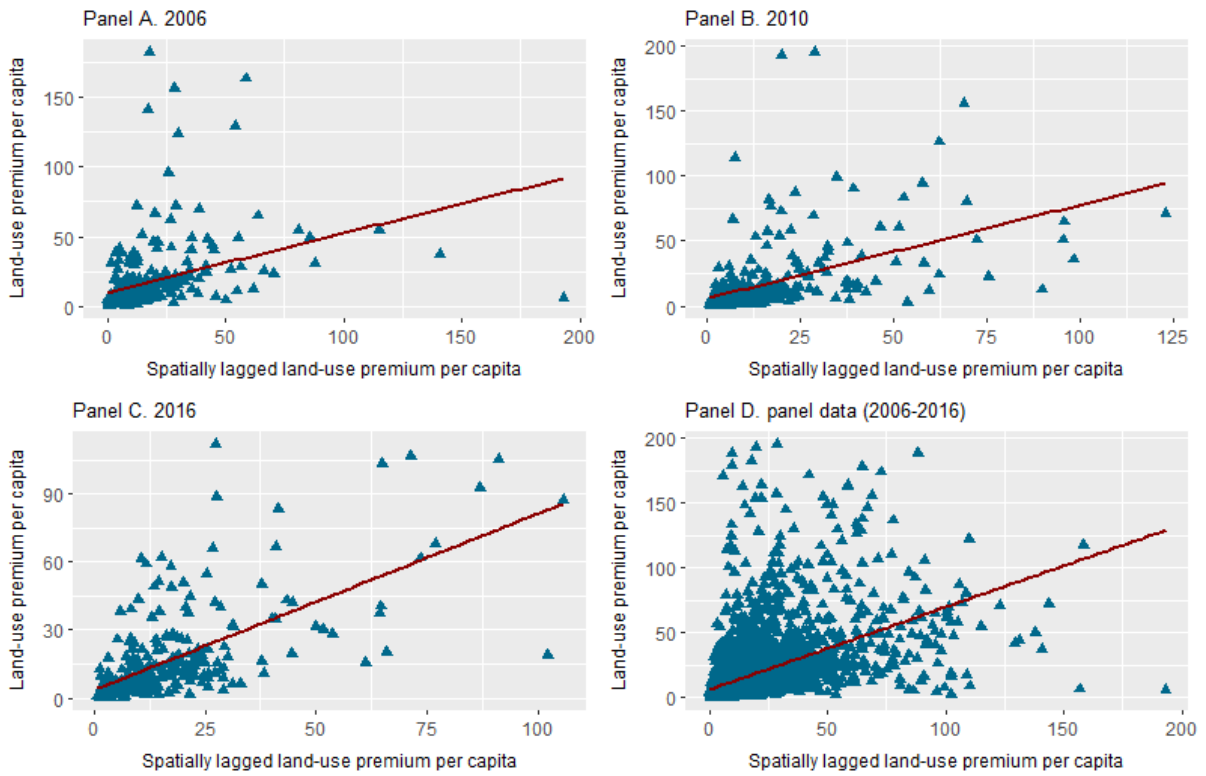 Panel A. 2006
Land-use premium per capita
150
100
50
0
0 50 100 150 200
Spatially lagged land-use premium per capita
Panel B. 2010
Land-use premium per capita
200
150
100
50
0
0 25 50 75 100 125
Spatially lagged land-use premium per capita
Panel C. 2016
Land-use premium per capita
90
60
30
0
0 25 50 75 100
Spatially lagged land-use premium per capita
Panel D. panel data (2006-2016)
Land-use premium per capita
200
150
100
50
0
0 50 100 150 200
Spatially lagged land-use premium per capita